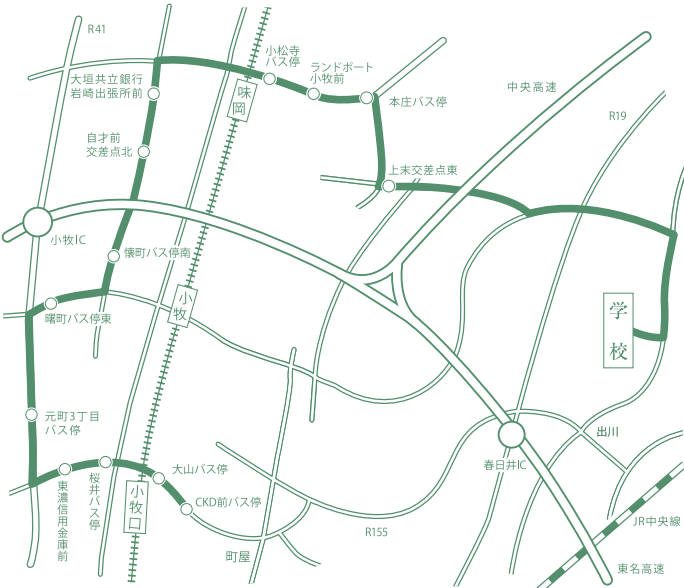 R41
小松寺
バス停
ランドポート
小牧前
大垣共立銀行
岩崎出張所前
味岡
本庄バス停
中央高速
R19
自才前
交差点北
上末交差点東
小牧IC
懐町バス停南
小牧
曙町バス停東
学校
元町3丁目
バス停
出川
大山バス停
春日井IC
東濃信用金庫前
桜井バス停
小牧口
CKD前バス停
R155
JR中央線
町屋
東名高速